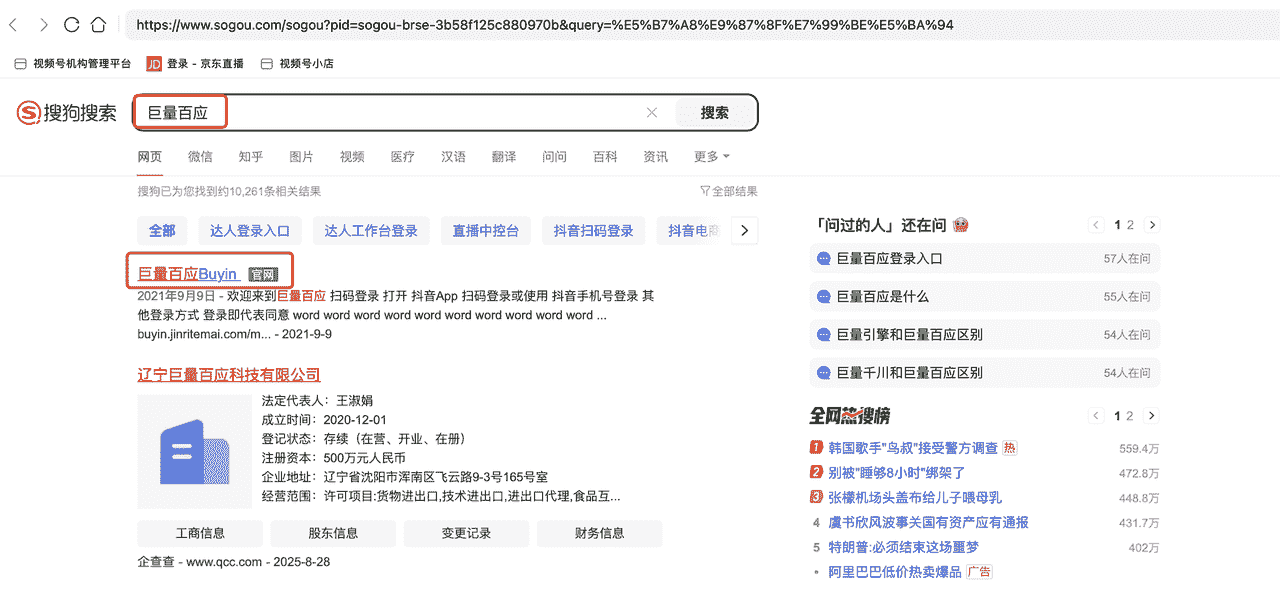 https://www.sogou.com/sogou?pid=sogou-brse-3b58f125c880970b&query=%E5%B7%A8%E9%87%8F%E7%99%BE%E5%BA%94
视频号机构管理平台 JD 登录 - 京东直播 视频号小店
S 搜狗搜索 巨量百应 搜索
网页 微信 知乎 图片 视频 医疗 汉语 翻译 问问 百科 资讯 更多
搜狗已为您找到约10,261条相关结果 全部结果
全部 达人登录入口 达人工作台登录 直播中控台 抖音扫码登录 抖音电商
巨量百应Buyin 官网
2021年9月9日 - 欢迎来到巨量百应 扫码登录 打开 抖音App 扫码登录或使用 抖音手机号登录 其
他登录方式 登录即代表同意 word word word word word word word word word word ...
buyin.jinritemai.com/m... - 2021-9-9
辽宁巨量百应科技有限公司
法定代表人：王淑娟
成立时间：2020-12-01
登记状态：存续（在营、开业、在册）
注册资本：500万元人民币
企业地址：辽宁省沈阳市浑南区飞云路9-3号165号室
经营范围：许可项目:货物进出口,技术进出口,进出口代理,食品互...
工商信息 股东信息 变更记录 财务信息
企查查 - www.qcc.com - 2025-8-28
「问过的人」还在问 1 2
巨量百应登录入口 57人在问
巨量百应是什么 55人在问
巨量引擎和巨量百应区别 54人在问
巨量千川和巨量百应区别 54人在问
全网热搜榜 1 2
1 韩国歌手"鸟叔"接受警方调查 热 559.4万
2 别被"睡够8小时"绑架了 472.8万
3 张檬机场头盖布给儿子喂母乳 448.8万
4 虞书欣风波事关国有资产应有通报 431.7万
5 特朗普:必须结束这场噩梦 402万
• 阿里巴巴低价热卖爆品 广告